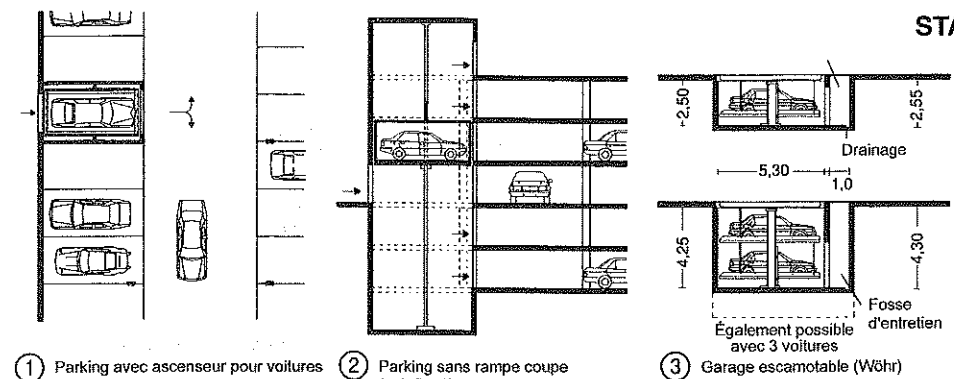 STA
2,50
2,55
Drainage
5,30
1,0
4,25
4,30
Fosse
d'entretien
Également possible
avec 3 voitures
1 Parking avec ascenseur pour voitures
2 Parking sans rampe coupe
3 Garage escamotable (Wöhr)